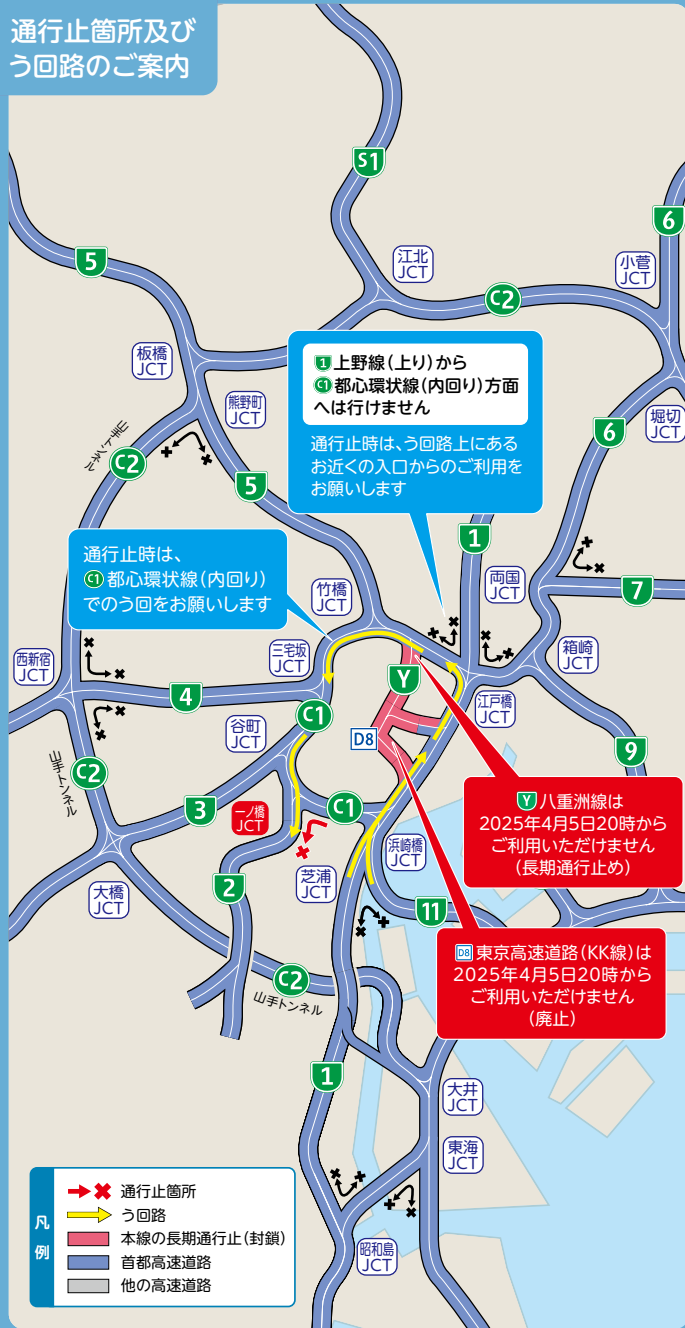 通行止箇所及び
う回路のご案内
S1
6
5
江北
JCT
小菅
JCT
C2
板橋
JCT
1 上野線(上り)から
C1 都心環状線(内回り)方面
へは行けません
通行止時は、う回路上にある
お近くの入口からのご利用を
お願いします
熊野町
JCT
堀切
JCT
6
山手トンネル
C2
5
1
通行止時は、
C1 都心環状線(内回り)
でのう回をお願いします
竹橋
JCT
両国
JCT
7
三宅坂
JCT
箱崎
JCT
西新宿
JCT
4
Y
C1
江戸橋
JCT
谷町
JCT
D8
9
C2
山手トンネル
Y 八重洲線は
2025年4月5日20時から
ご利用いただけません
(長期通行止め)
3
一ノ橋
JCT
C1
浜崎橋
JCT
芝浦
JCT
2
大橋
JCT
11
D8 東京高速道路(KK線)は
2025年4月5日20時から
ご利用いただけません
(廃止)
C2
山手トンネル
1
大井
JCT
東海
JCT
昭和島
JCT
凡例
通行止箇所
う回路
本線の長期通行止(封鎖)
首都高速道路
他の高速道路